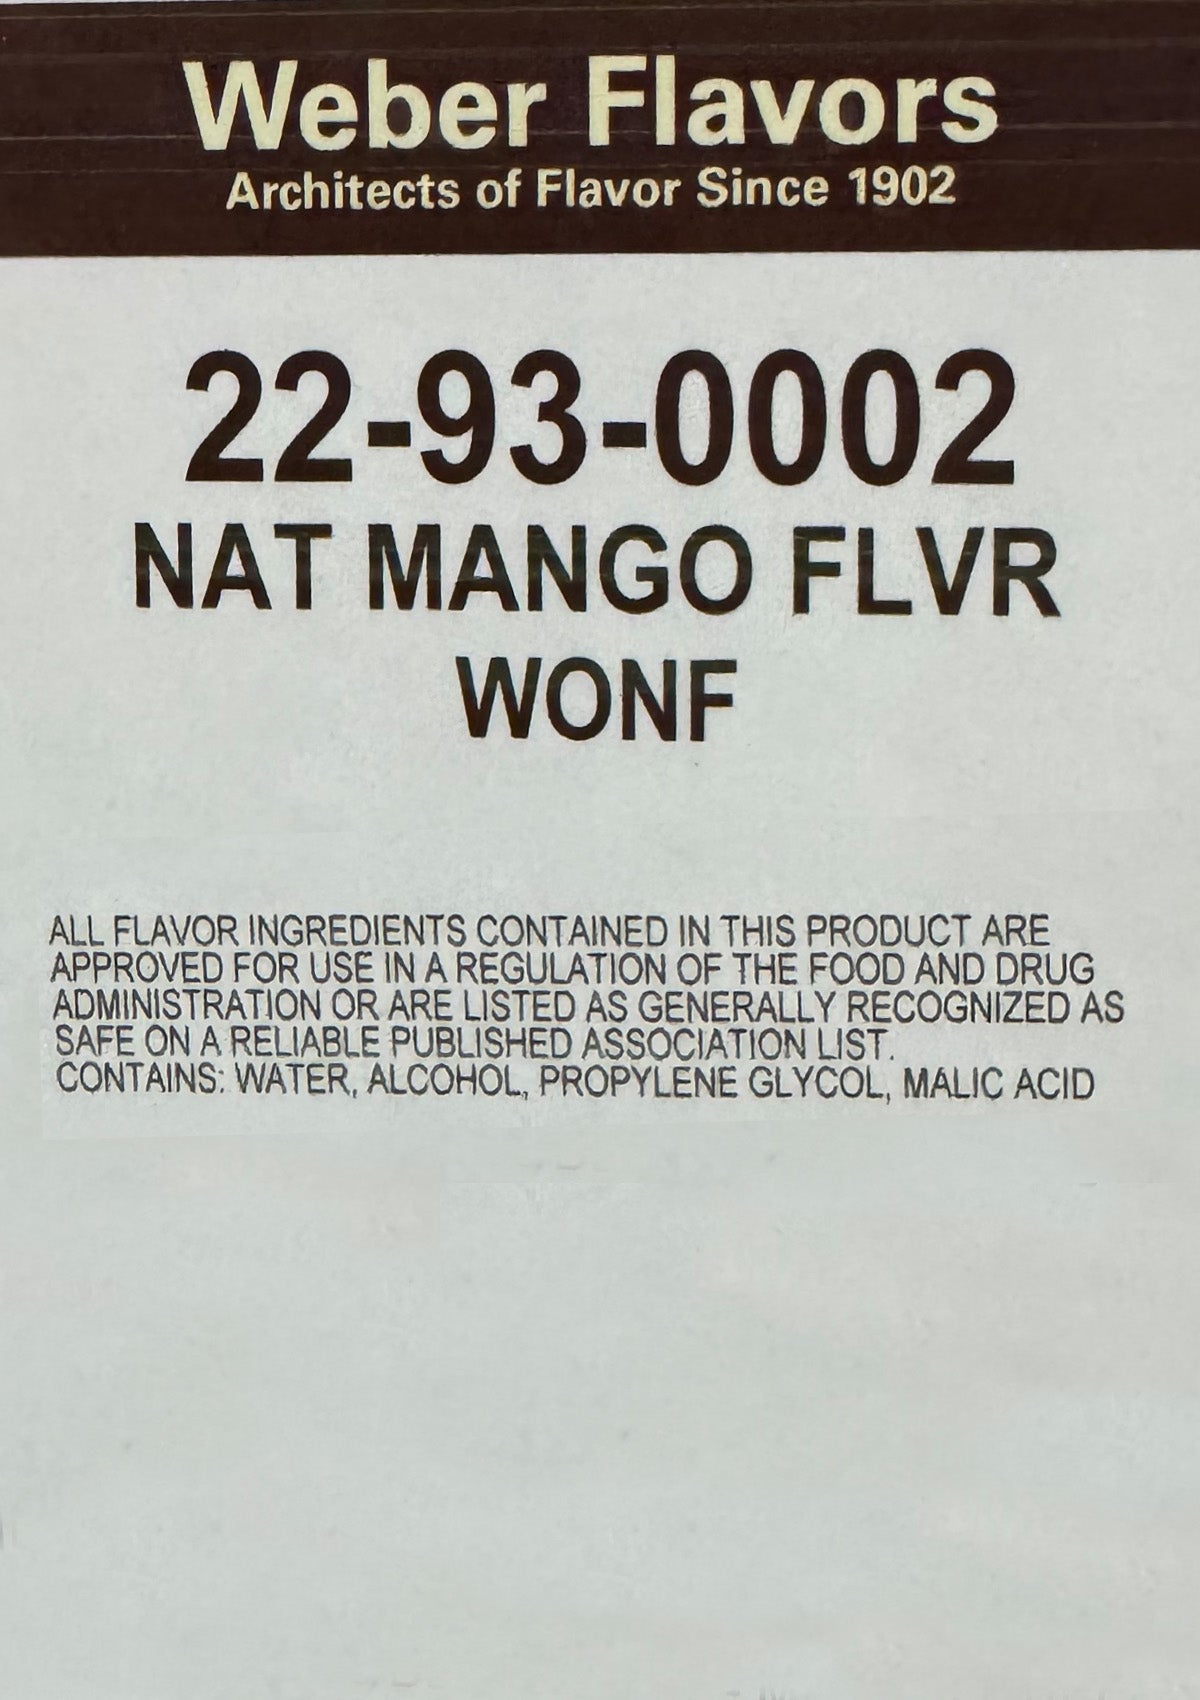 Weber Flavors
Architects of Flavor Since 1902
22-93-0002
NAT MANGO FLVR
WONF
ALL FLAVOR INGREDIENTS CONTAINED IN THIS PRODUCT ARE
APPROVED FOR USE IN A REGULATION OF THE FOOD AND DRUG
ADMINISTRATION OR ARE LISTED AS GENERALLY RECOGNIZED AS
SAFE ON A RELIABLE PUBLISHED ASSOCIATION LIST.
CONTAINS: WATER, ALCOHOL, PROPYLENE GLYCOL, MALIC ACID